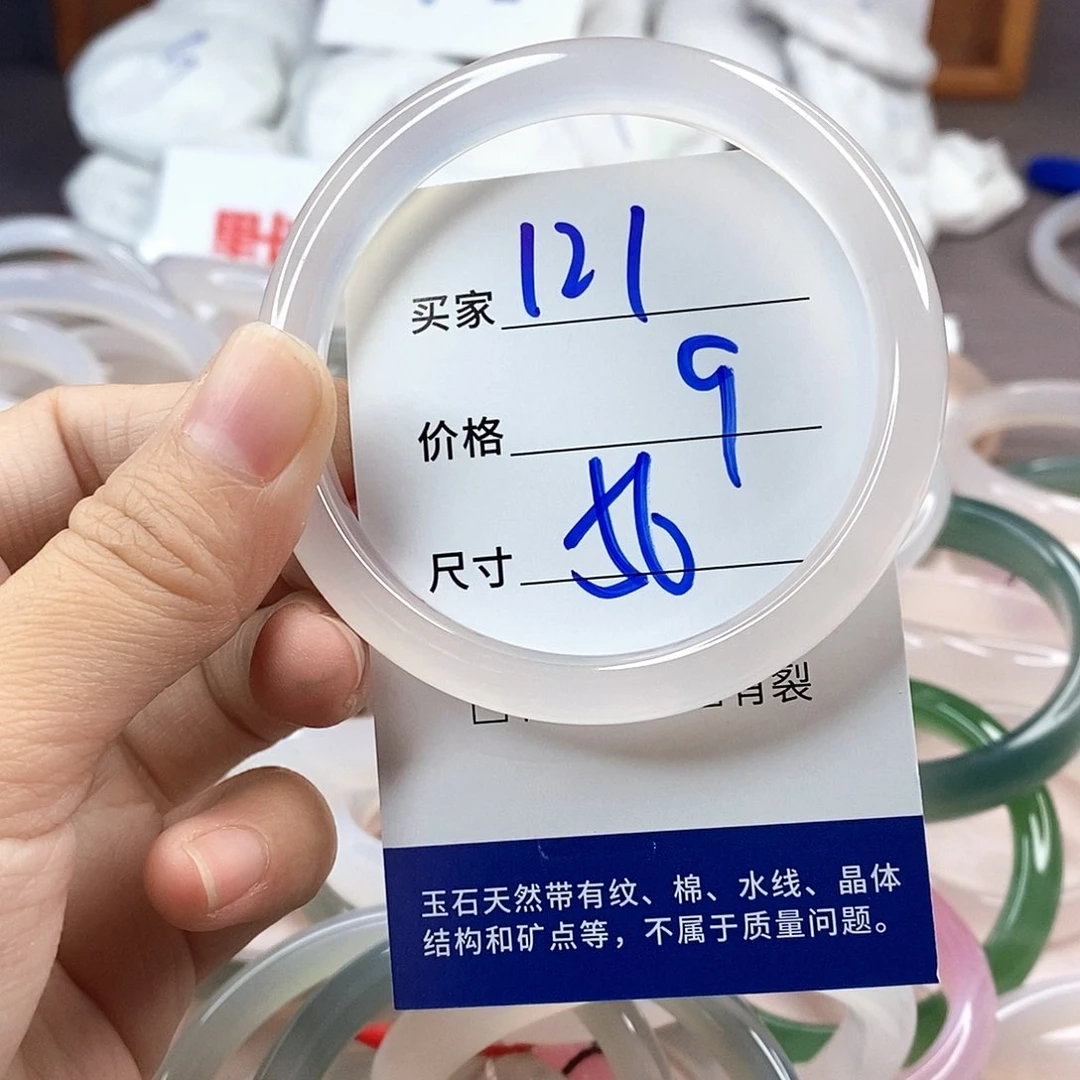 买家 121
价格 9
尺寸 56
有裂
玉石天然带有纹、棉、水线、晶体
结构和矿点等，不属于质量问题。